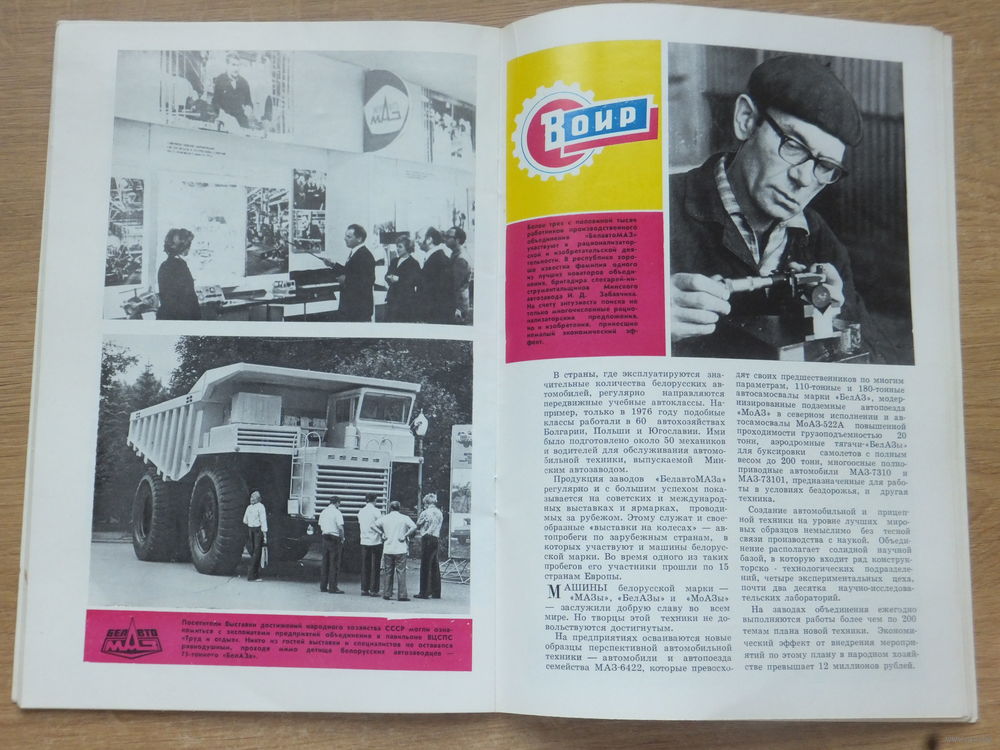 МАЗ
БЕЛАВТО
МАЗ
Посетители Выставки достижений народного хозяйства СССР могли озна-
комиться с экспонатами предприятий объединения в павильоне ВЦСПС
«Труд и отдых». Никто из гостей выставки и специалистов не оставался
равнодушным, проходя мимо детища белорусских автозаводцев —
75-тонного «БелАЗа».
Воир
Более трех с половиной тысяч
работников производственного
объединения «БелавтоМАЗ»
участвуют в рационализатор-
ской и изобретательской дея-
тельности. В республике хоро-
шо известна фамилия одного
из лучших новаторов объеди-
нения, бригадира слесарей-ин-
струментальщиков Минского
автозавода И. Д. Забавчика.
На счету энтузиаста поиска не
только многочисленные рацио-
нализаторские предложения,
но и изобретения, принесшие
немалый экономический эф-
фект.
В страны, где эксплуатируются зна-
чительные количества белорусских ав-
томобилей, регулярно направляются
передвижные учебные автоклассы. На-
пример, только в 1976 году подобные
классы работали в 60 автохозяйствах
Болгарии, Польши и Югославии. Ими
было подготовлено около 50 механиков
и водителей для обслуживания автомо-
бильной техники, выпускаемой Мин-
ским автозаводом.
Продукция заводов «БелавтоМАЗа»
регулярно и с большим успехом пока-
зывается на советских и международ-
ных выставках и ярмарках, проводи-
мых за рубежом. Этому служат и свое-
образные «выставки на колесах» — ав-
топробеги по зарубежным странам, в
которых участвуют и машины белорус-
ской марки. Во время одного из таких
пробегов его участники прошли по 15
странам Европы.
МАШИНЫ белорусской марки —
«МАЗы», «БелАЗы» и «МоАЗы»
— заслужили добрую славу во всем
мире. Но творцы этой техники не до-
вольствуются достигнутым.
На предприятиях осваиваются новые
образцы перспективной автомобильной
техники — автомобили и автопоезда
семейства МАЗ-6422, которые превосхо-
дят своих предшественников по многим
параметрам, 110-тонные и 180-тонные
автосамосвалы марки «БелАЗ», модер-
низированные подземные автопоезда
«МоАЗ» в северном исполнении и ав-
тосамосвалы МоАЗ-522А повышенной
проходимости грузоподъемностью 20
тонн, аэродромные тягачи-«БелАЗы»
для буксировки самолетов с полным
весом до 200 тонн, многоосные полно-
приводные автомобили МАЗ-7310 и
МАЗ-73101, предназначенные для рабо-
ты в условиях бездорожья, и другая
техника.
Создание автомобильной и прицеп-
ной техники на уровне лучших миро-
вых образцов немыслимо без тесной
связи производства с наукой. Объеди-
нение располагает солидной научной
базой, в которую входит ряд конструк-
торско - технологических подразделе-
ний, четыре экспериментальных цеха,
почти два десятка научно-исследова-
тельских лабораторий.
На заводах объединения ежегодно
выполняются работы более чем по 200
темам плана новой техники. Экономи-
ческий эффект от внедрения меропри-
ятий по этому плану в народном хозяй-
стве превышает 12 миллионов рублей.